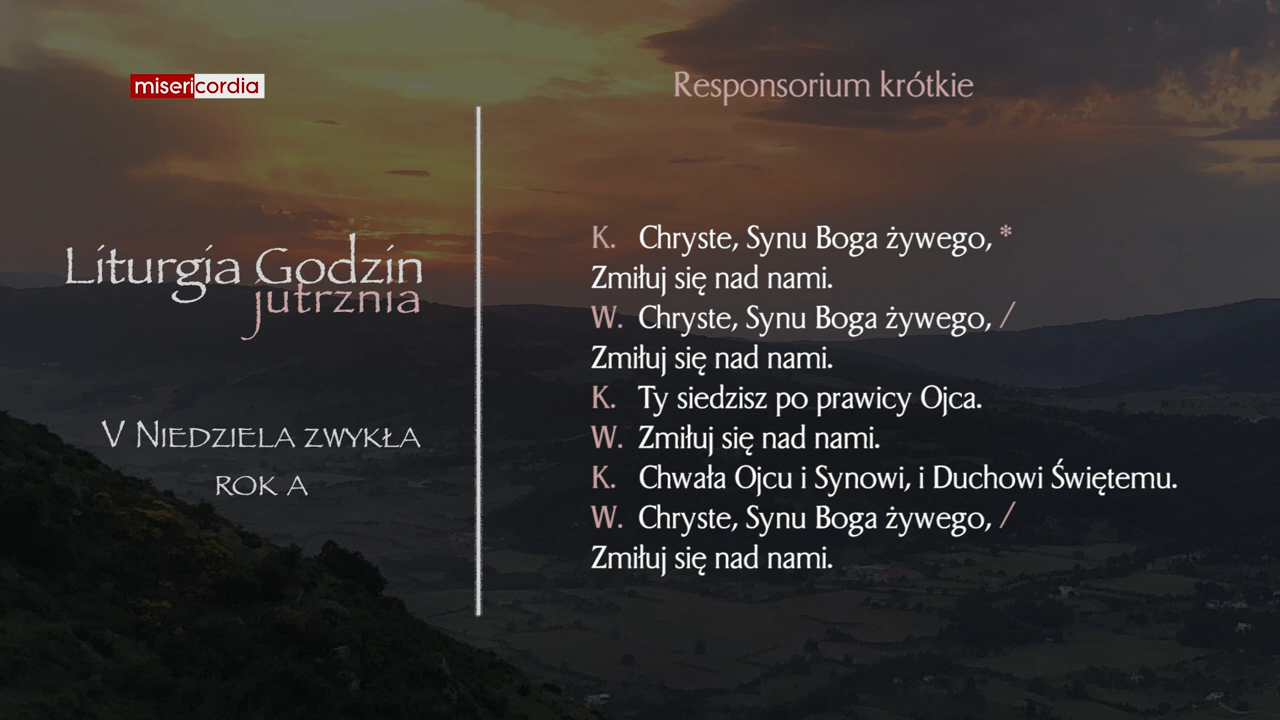 misericordia
Responsorium krótkie
Liturgia Godzin
jutrznia
V Niedziela zwykła
rok A
K. Chryste, Synu Boga żywego, *
Zmiłuj się nad nami.
W. Chryste, Synu Boga żywego, /
Zmiłuj się nad nami.
K. Ty siedzisz po prawicy Ojca.
W. Zmiłuj się nad nami.
K. Chwała Ojcu i Synowi, i Duchowi Świętemu.
W. Chryste, Synu Boga żywego, /
Zmiłuj się nad nami.